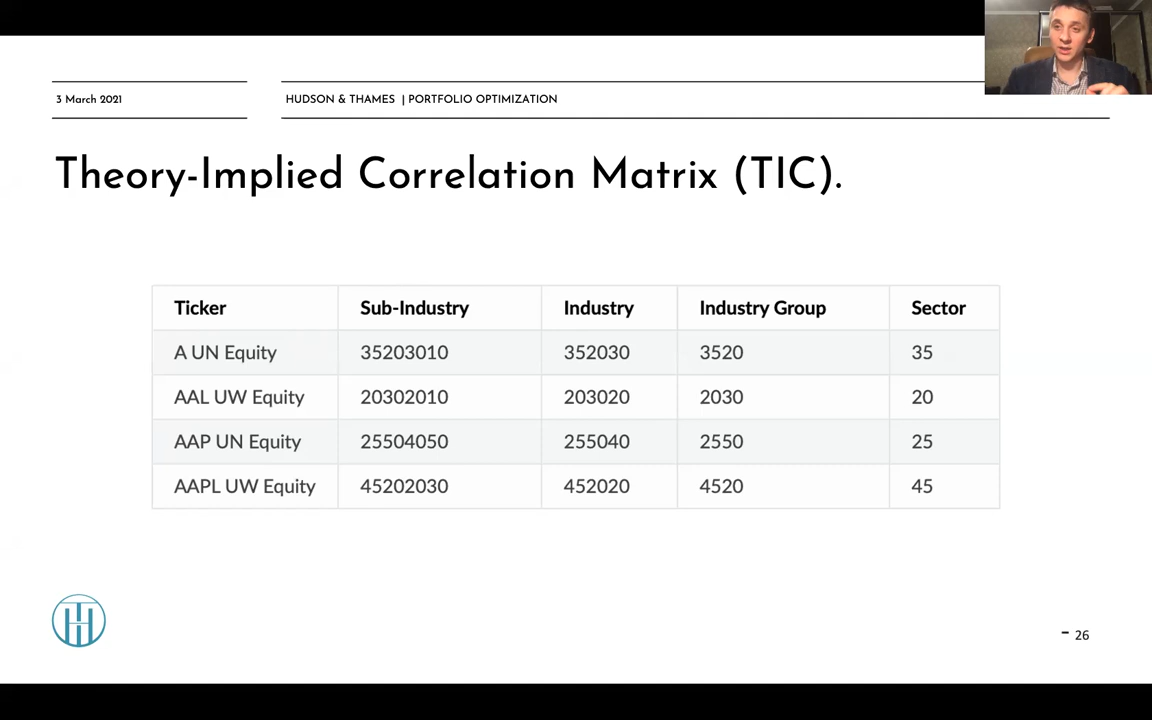 3 March 2021
HUDSON & THAMES | PORTFOLIO OPTIMIZATION
Theory-Implied Correlation Matrix (TIC).
Ticker Sub-Industry Industry Industry Group Sector
A UN Equity 35203010 352030 3520 35
AAL UW Equity 20302010 203020 2030 20
AAP UN Equity 25504050 255040 2550 25
AAPL UW Equity 45202030 452020 4520 45
– 26